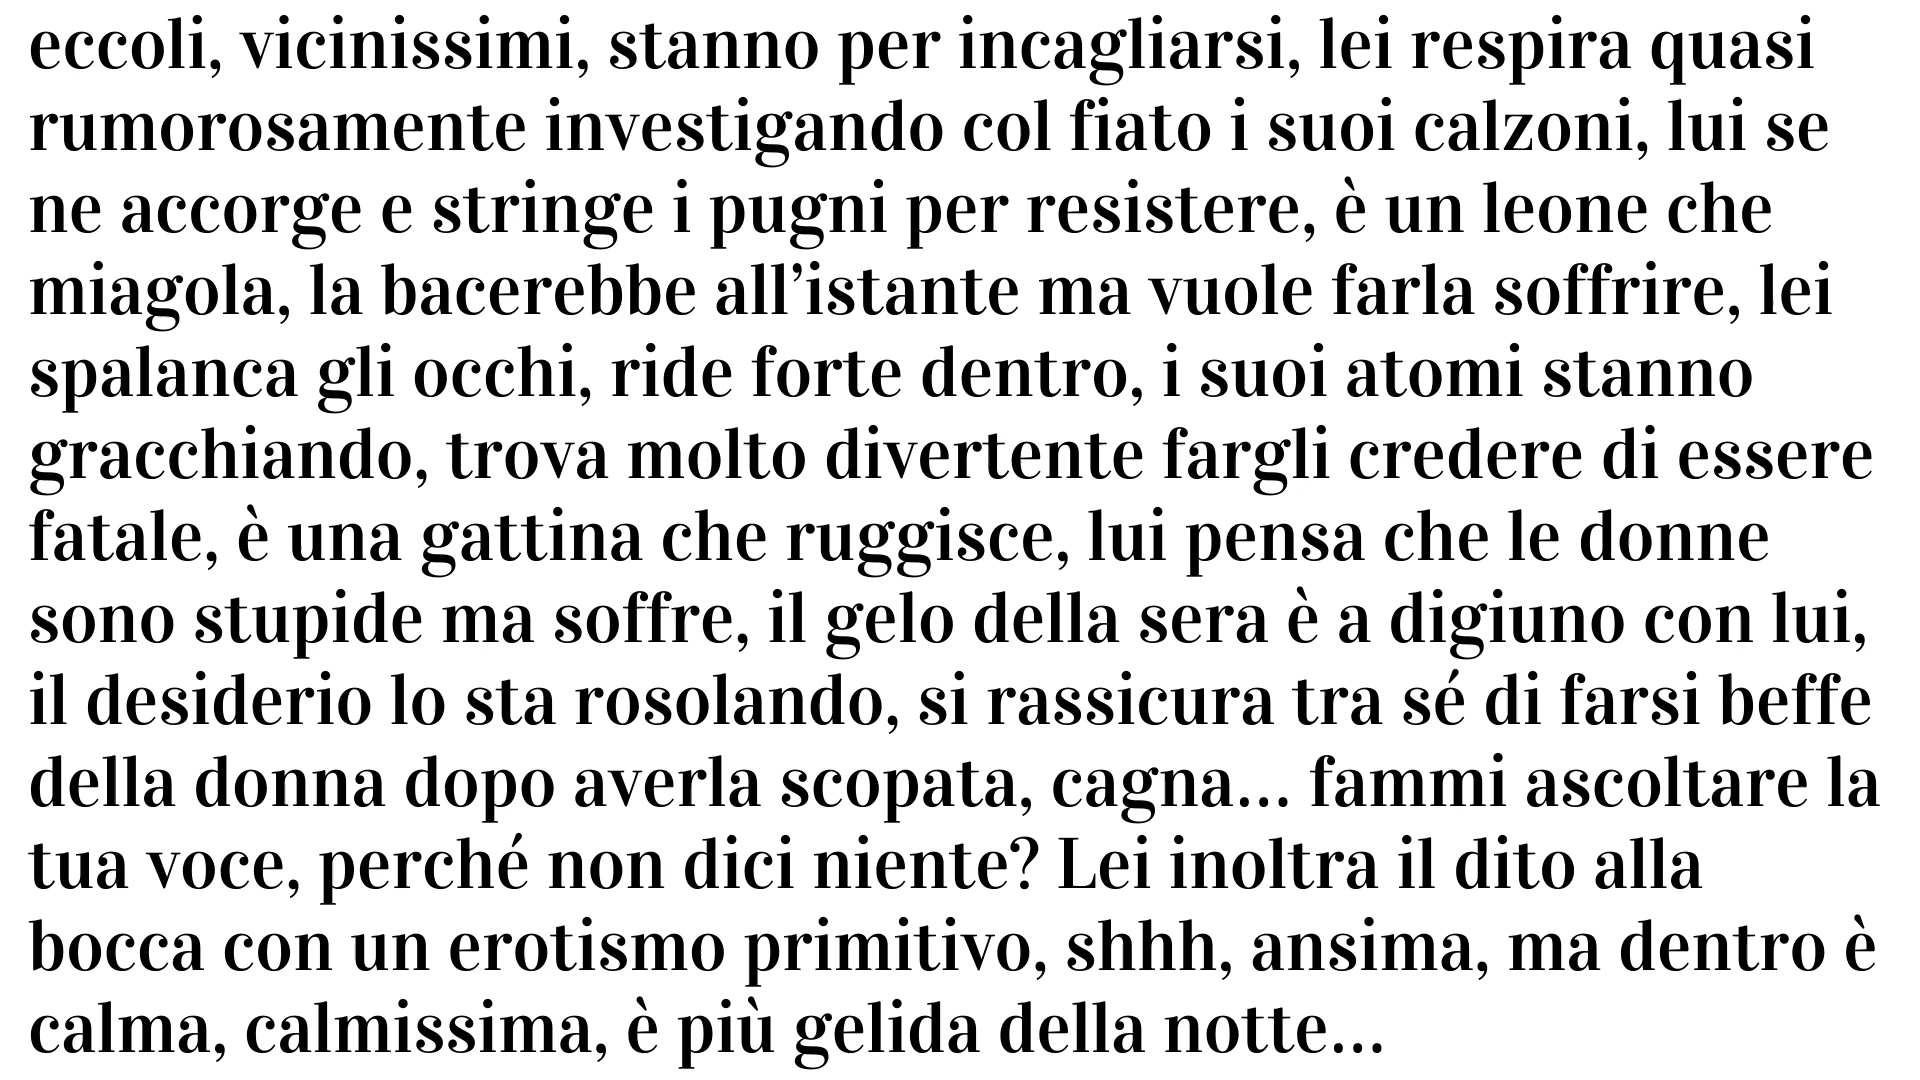 eccoli, vicinissimi, stanno per incagliarsi, lei respira quasi
rumorosamente investigando col fiato i suoi calzoni, lui se
ne accorge e stringe i pugni per resistere, è un leone che
miagola, la bacerebbe all’istante ma vuole farla soffrire, lei
spalanca gli occhi, ride forte dentro, i suoi atomi stanno
gracchiando, trova molto divertente fargli credere di essere
fatale, è una gattina che ruggisce, lui pensa che le donne
sono stupide ma soffre, il gelo della sera è a digiuno con lui,
il desiderio lo sta rosolando, si rassicura tra sé di farsi beffe
della donna dopo averla scopata, cagna… fammi ascoltare la
tua voce, perché non dici niente? Lei inoltra il dito alla
bocca con un erotismo primitivo, shhh, ansima, ma dentro è
calma, calmissima, è più gelida della notte…